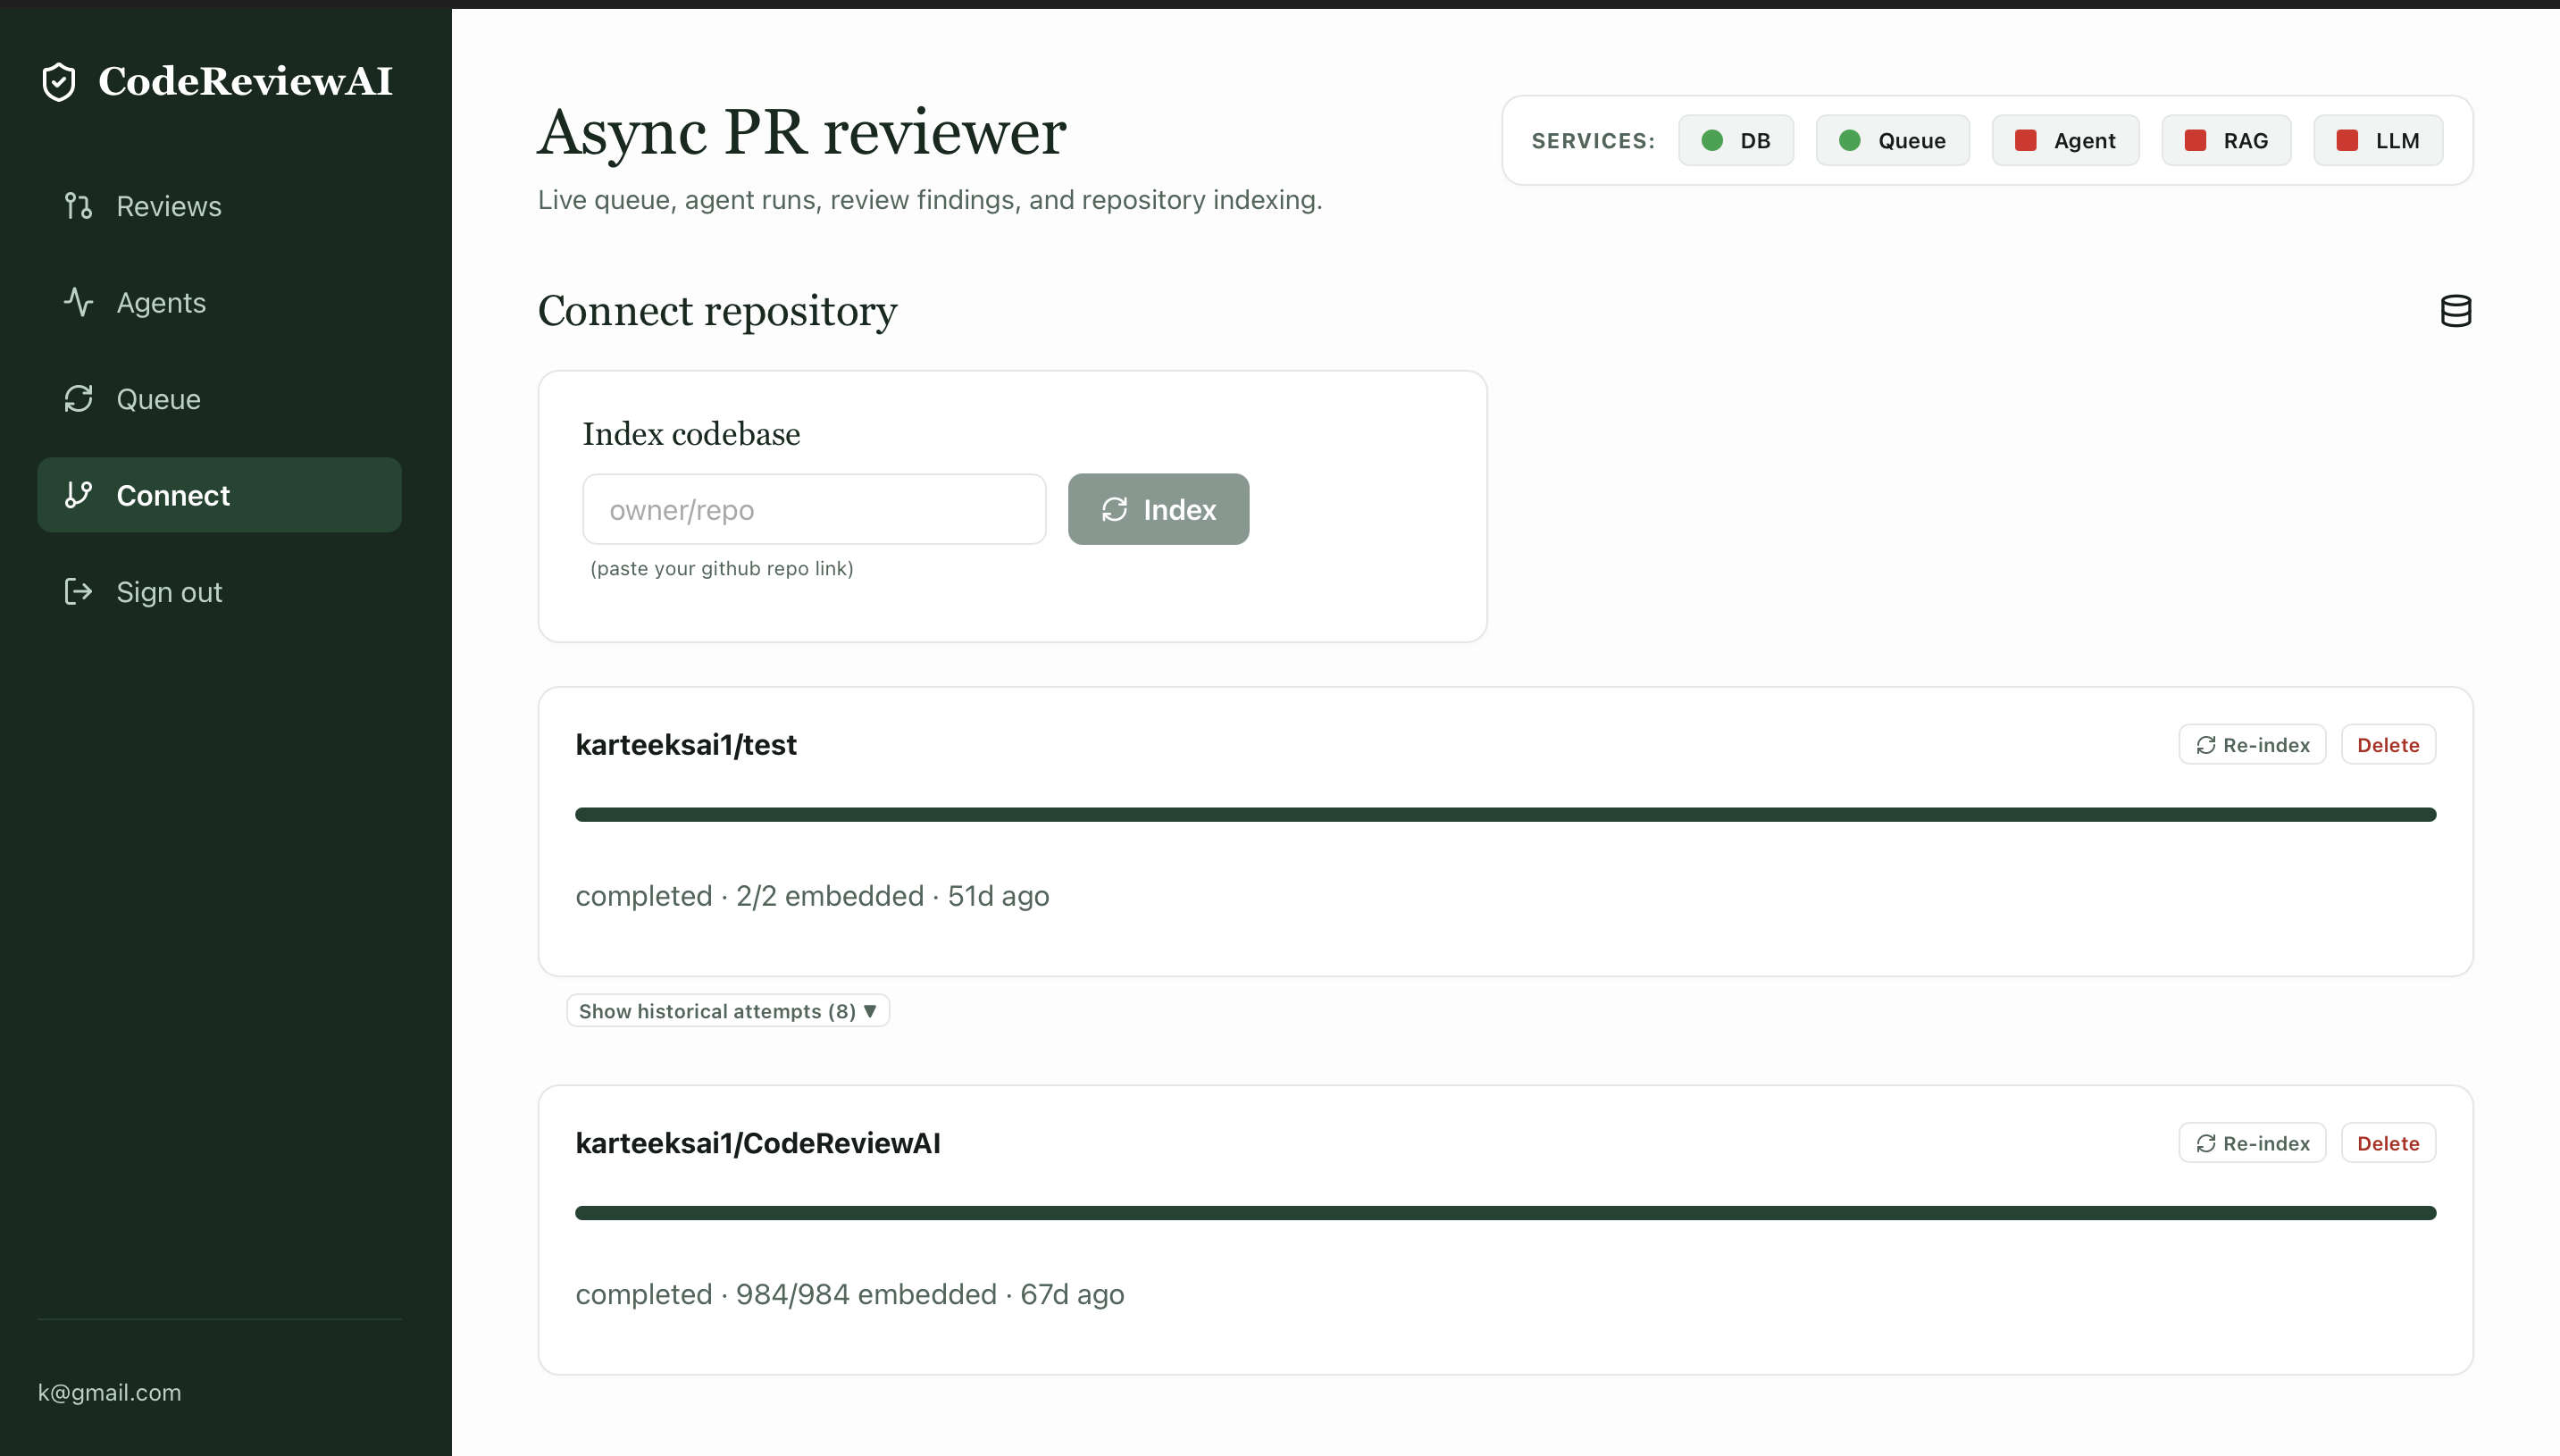 CodeReviewAI
Reviews
Agents
Queue
Connect
Sign out
k@gmail.com
Async PR reviewer
Live queue, agent runs, review findings, and repository indexing.
SERVICES: DB Queue Agent RAG LLM
Connect repository
Index codebase
owner/repo Index
(paste your github repo link)
karteeksai1/test Re-index Delete
completed · 2/2 embedded · 51d ago
Show historical attempts (8) ▼
karteeksai1/CodeReviewAI Re-index Delete
completed · 984/984 embedded · 67d ago